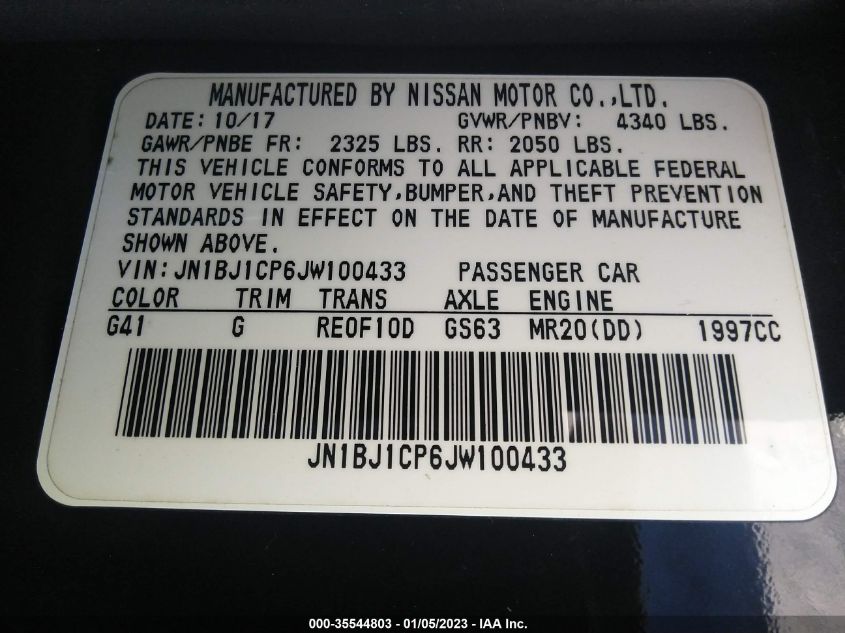 MANUFACTURED BY NISSAN MOTOR CO.,LTD.
DATE: 10/17 GVWR/PNBV: 4340 LBS.
GAWR/PNBE FR: 2325 LBS. RR: 2050 LBS.
THIS VEHICLE CONFORMS TO ALL APPLICABLE FEDERAL
MOTOR VEHICLE SAFETY,BUMPER,AND THEFT PREVENTION
STANDARDS IN EFFECT ON THE DATE OF MANUFACTURE
SHOWN ABOVE.
VIN: JN1BJ1CP6JW100433 PASSENGER CAR
COLOR TRIM TRANS AXLE ENGINE
G41 G RE0F10D GS63 MR20(DD) 1997CC
JN1BJ1CP6JW100433
000-35544803 - 01/05/2023 - IAA Inc.